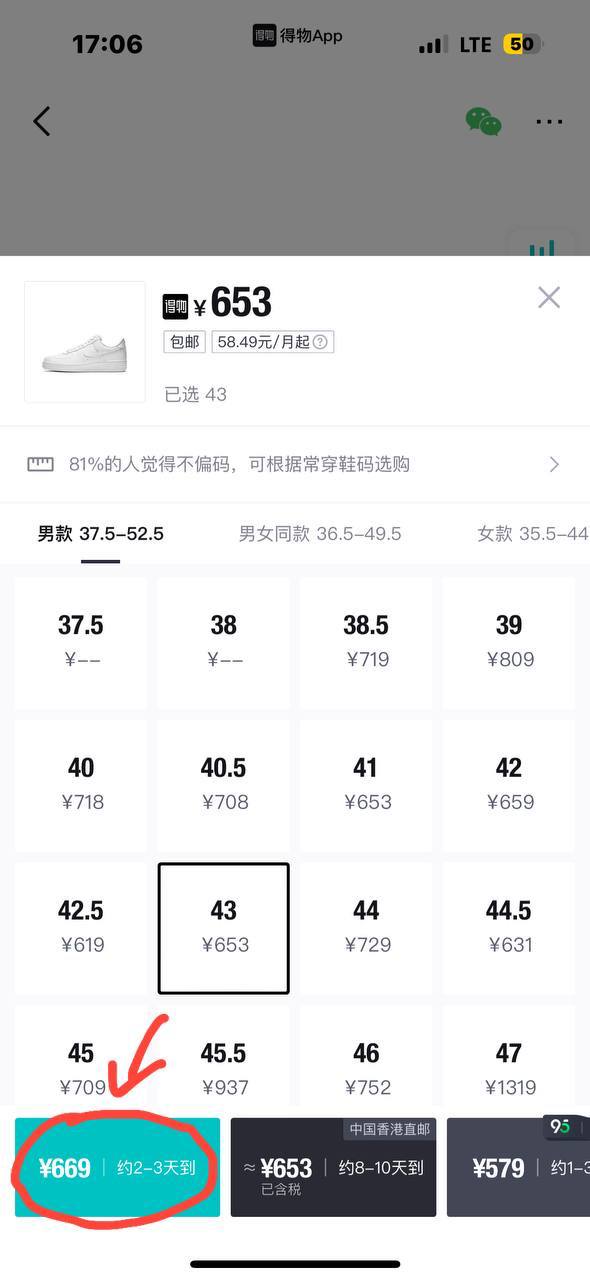 17:06
得物 得物App
LTE 50
得物 ¥653
包邮 58.49元/月起
已选 43
81%的人觉得不偏码，可根据常穿鞋码选购
男款 37.5-52.5 男女同款 36.5-49.5 女款 35.5-44
37.5 38 38.5 39
¥-- ¥-- ¥719 ¥809
40 40.5 41 42
¥718 ¥708 ¥653 ¥659
42.5 43 44 44.5
¥619 ¥653 ¥729 ¥631
45 45.5 46 47
¥709 ¥937 ¥752 ¥1319
中国香港直邮 95
¥669 | 约2-3天到 ≈¥653 | 约8-10天到 ¥579 | 约1-3
已含税